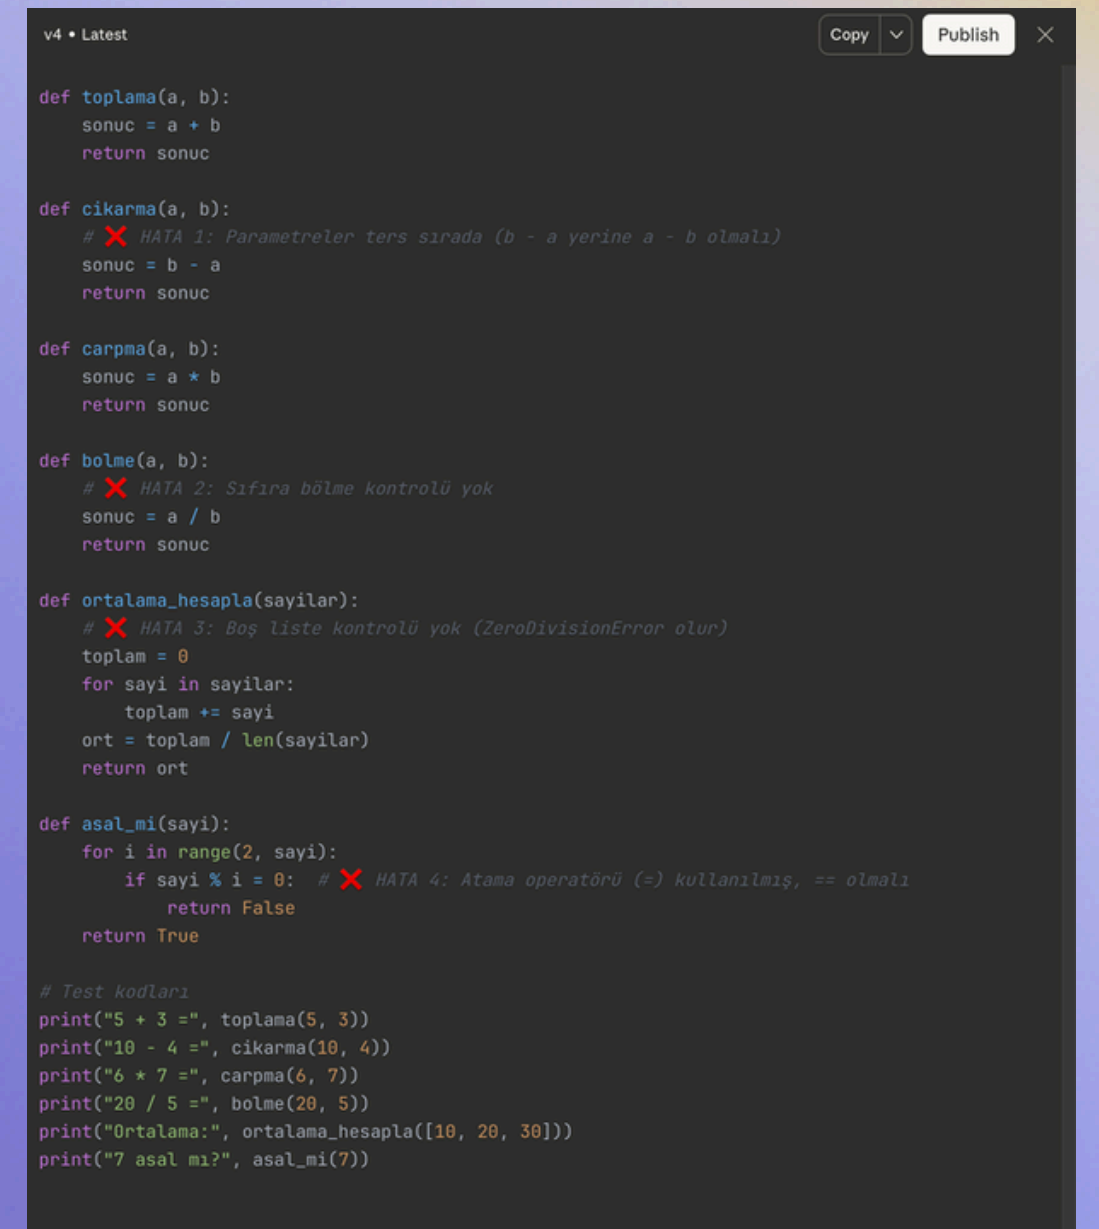 v4 • Latest
Copy
Publish
def toplama(a, b):
    sonuc = a + b
    return sonuc

def cikarma(a, b):
    # ❌ HATA 1: Parametreler ters sırada (b - a yerine a - b olmalı)
    sonuc = b - a
    return sonuc

def carpma(a, b):
    sonuc = a * b
    return sonuc

def bolme(a, b):
    # ❌ HATA 2: Sıfıra bölme kontrolü yok
    sonuc = a / b
    return sonuc

def ortalama_hesapla(sayilar):
    # ❌ HATA 3: Boş liste kontrolü yok (ZeroDivisionError olur)
    toplam = 0
    for sayi in sayilar:
        toplam += sayi
    ort = toplam / len(sayilar)
    return ort

def asal_mi(sayi):
    for i in range(2, sayi):
        if sayi % i = 0:  # ❌ HATA 4: Atama operatörü (=) kullanılmış, == olmalı
            return False
    return True

# Test kodları
print("5 + 3 =", toplama(5, 3))
print("10 - 4 =", cikarma(10, 4))
print("6 * 7 =", carpma(6, 7))
print("20 / 5 =", bolme(20, 5))
print("Ortalama:", ortalama_hesapla([10, 20, 30]))
print("7 asal mı?", asal_mi(7))